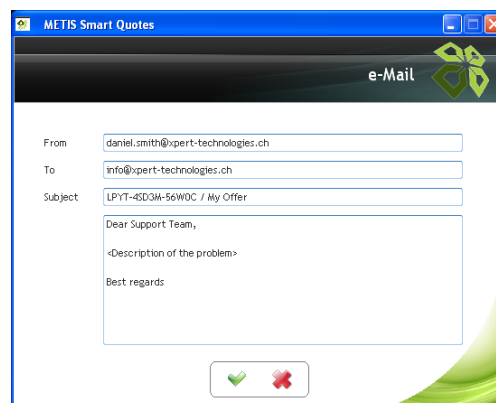 METIS Smart Quotes
e-Mail
From daniel.smith@xpert-technologies.ch
To info@xpert-technologies.ch
Subject LPYT-4SD3M-56W0C / My Offer
Dear Support Team,
<Description of the problem>
Best regards